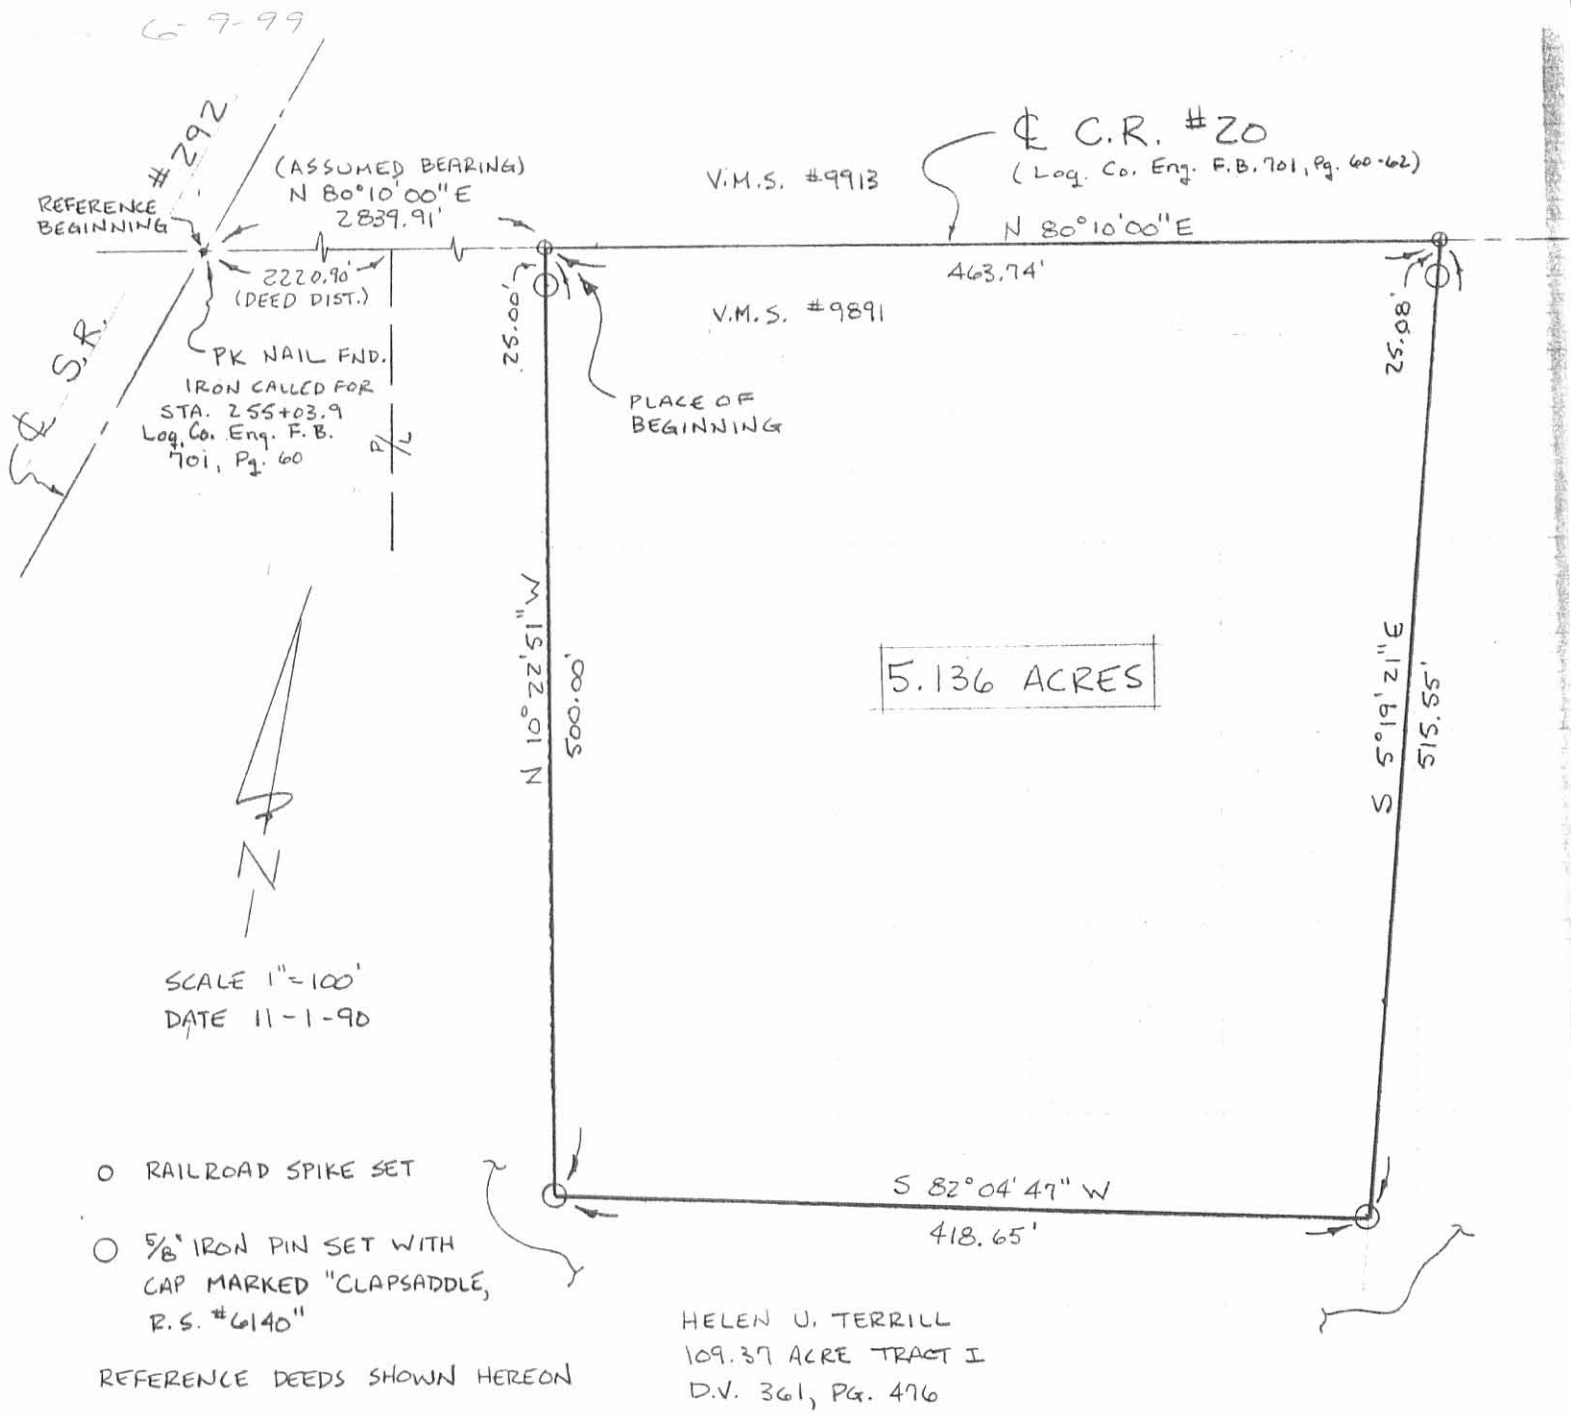 6-9-99
℄ S.R. #292
REFERENCE
BEGINNING
(ASSUMED BEARING)
N 80°10'00" E
2839.91'
2220.90'
(DEED DIST.)
PK NAIL FND.
IRON CALLED FOR
STA. 255+03.9
Log. Co. Eng. F.B.
701, Pg. 60
P/L
V.M.S. #9913
℄ C.R. #20
(Log. Co. Eng. F.B. 701, Pg. 60-62)
N 80°10'00" E
463.74'
V.M.S. #9891
25.00'
25.08'
PLACE OF
BEGINNING
N 10°22'51" W
500.00'
5.136 ACRES
S 5°19'21" E
515.55'
N
SCALE 1"=100'
DATE 11-1-90
S 82°04'47" W
418.65'
RAILROAD SPIKE SET
5/8" IRON PIN SET WITH
CAP MARKED "CLAPSADDLE,
R.S. #6140"
REFERENCE DEEDS SHOWN HEREON
HELEN U. TERRILL
109.37 ACRE TRACT I
D.V. 361, PG. 476